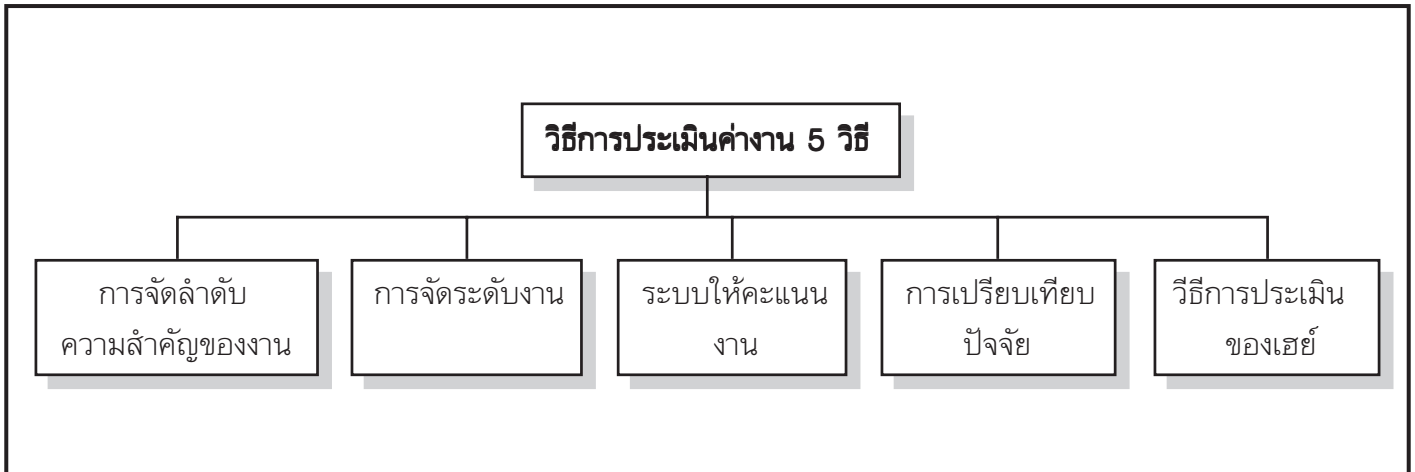 วิธีการประเมินค่างาน 5 วิธี
การจัดลำดับ
ความสำคัญของงาน
การจัดระดับงาน
ระบบให้คะแนน
งาน
การเปรียบเทียบ
ปัจจัย
วีธีการประเมิน
ของเฮย์